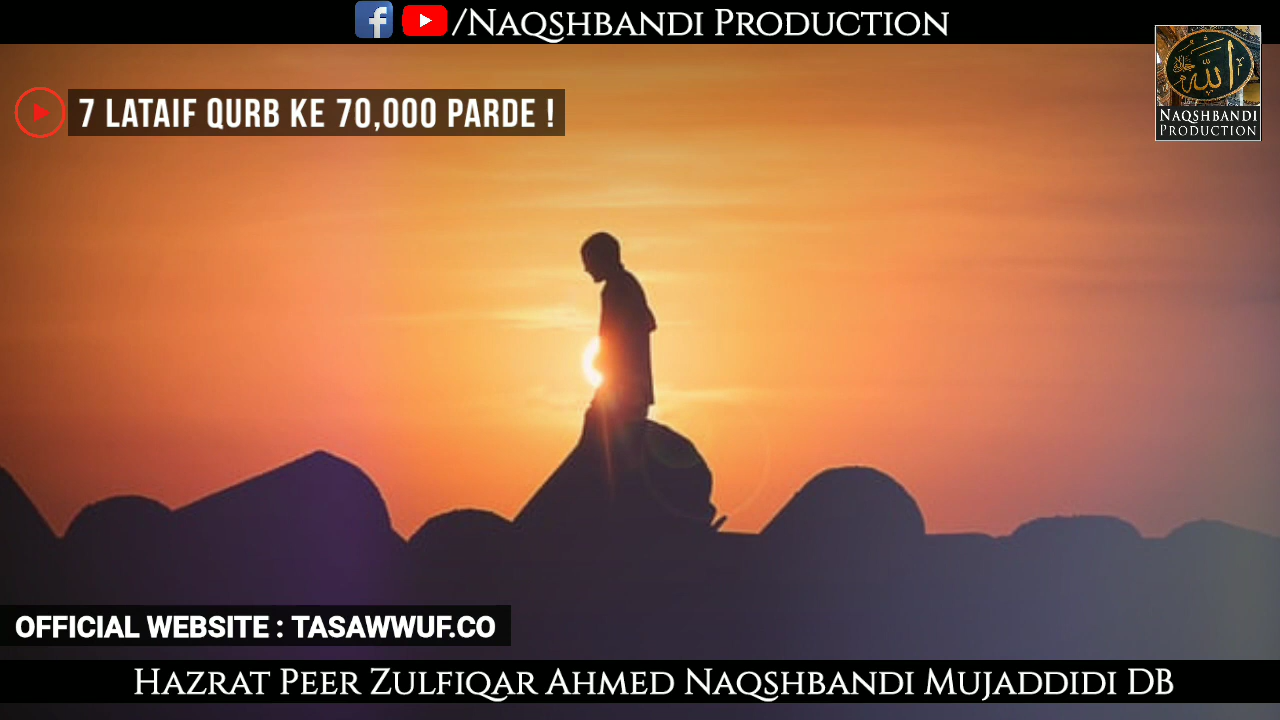 /Naqshbandi Production
الله
Naqshbandi
Production
7 LATAIF QURB KE 70,000 PARDE !
OFFICIAL WEBSITE : TASAWWUF.CO
Hazrat Peer Zulfiqar Ahmed Naqshbandi Mujaddidi DB